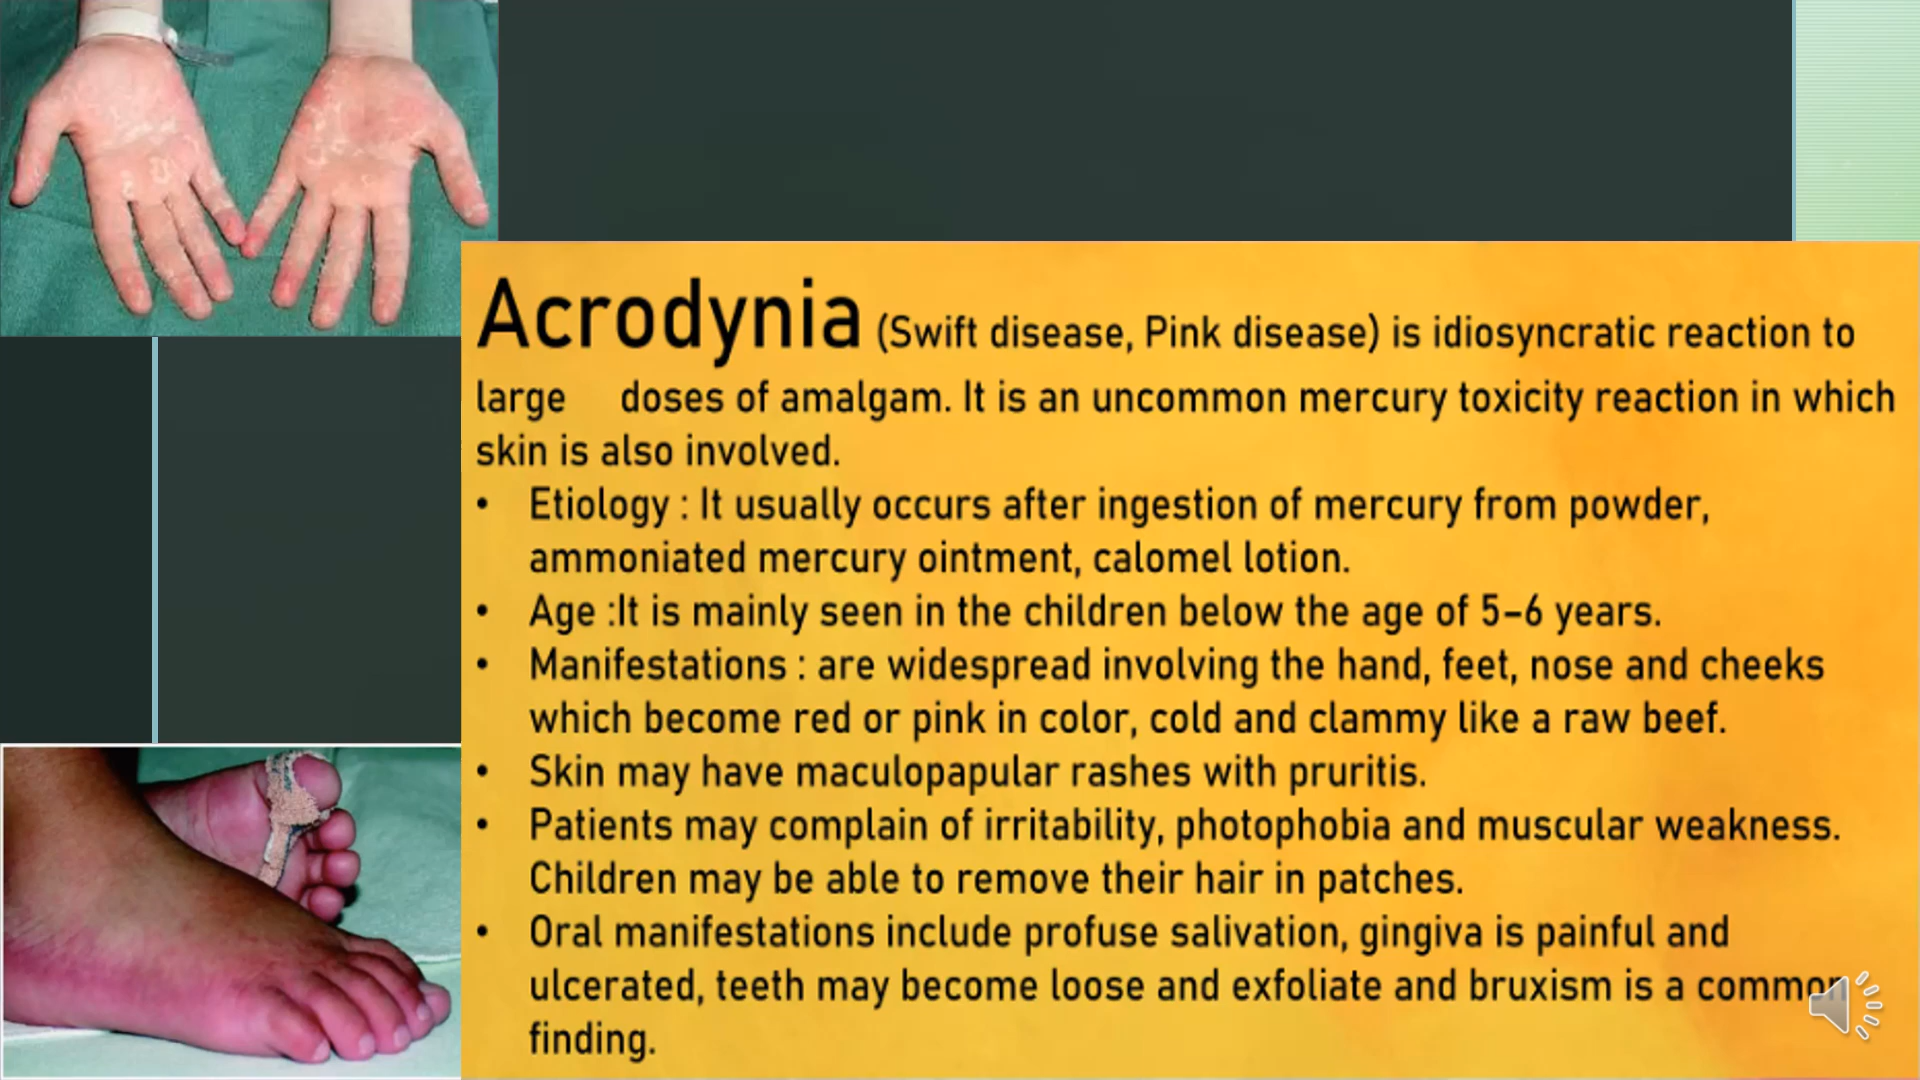 Acrodynia (Swift disease, Pink disease) is idiosyncratic reaction to
large doses of amalgam. It is an uncommon mercury toxicity reaction in which
skin is also involved.
• Etiology : It usually occurs after ingestion of mercury from powder,
ammoniated mercury ointment, calomel lotion.
• Age :It is mainly seen in the children below the age of 5–6 years.
• Manifestations : are widespread involving the hand, feet, nose and cheeks
which become red or pink in color, cold and clammy like a raw beef.
• Skin may have maculopapular rashes with pruritis.
• Patients may complain of irritability, photophobia and muscular weakness.
Children may be able to remove their hair in patches.
• Oral manifestations include profuse salivation, gingiva is painful and
ulcerated, teeth may become loose and exfoliate and bruxism is a common
finding.